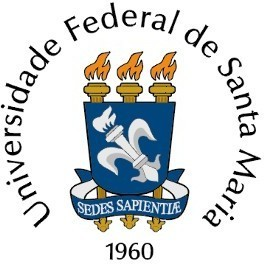 Universidade Federal de Santa Maria
SEDES SAPIENTIÆ
1960